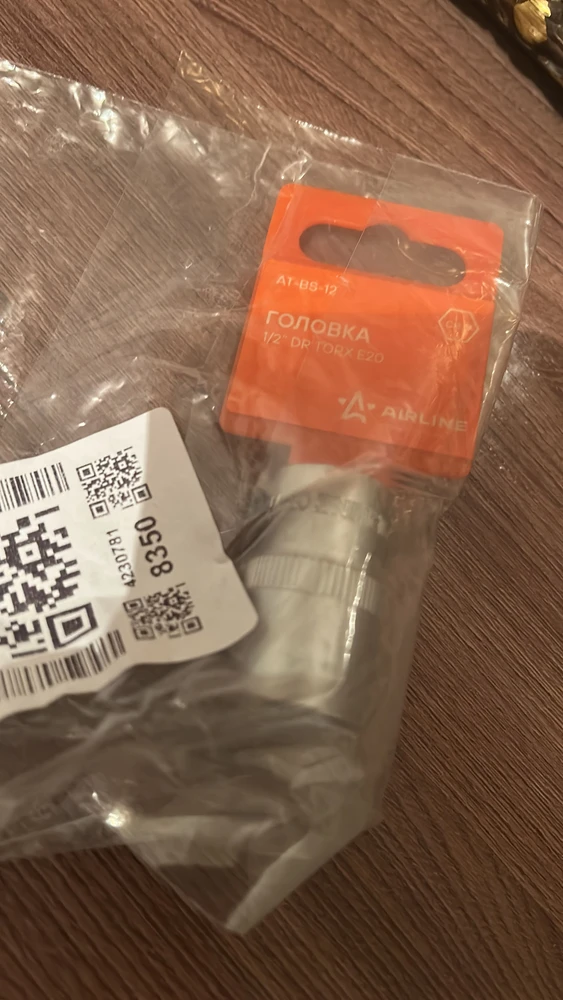 AT-BS-12
ГОЛОВКА
1/2" DR TORX E20
AIRLINE
4230781
8350